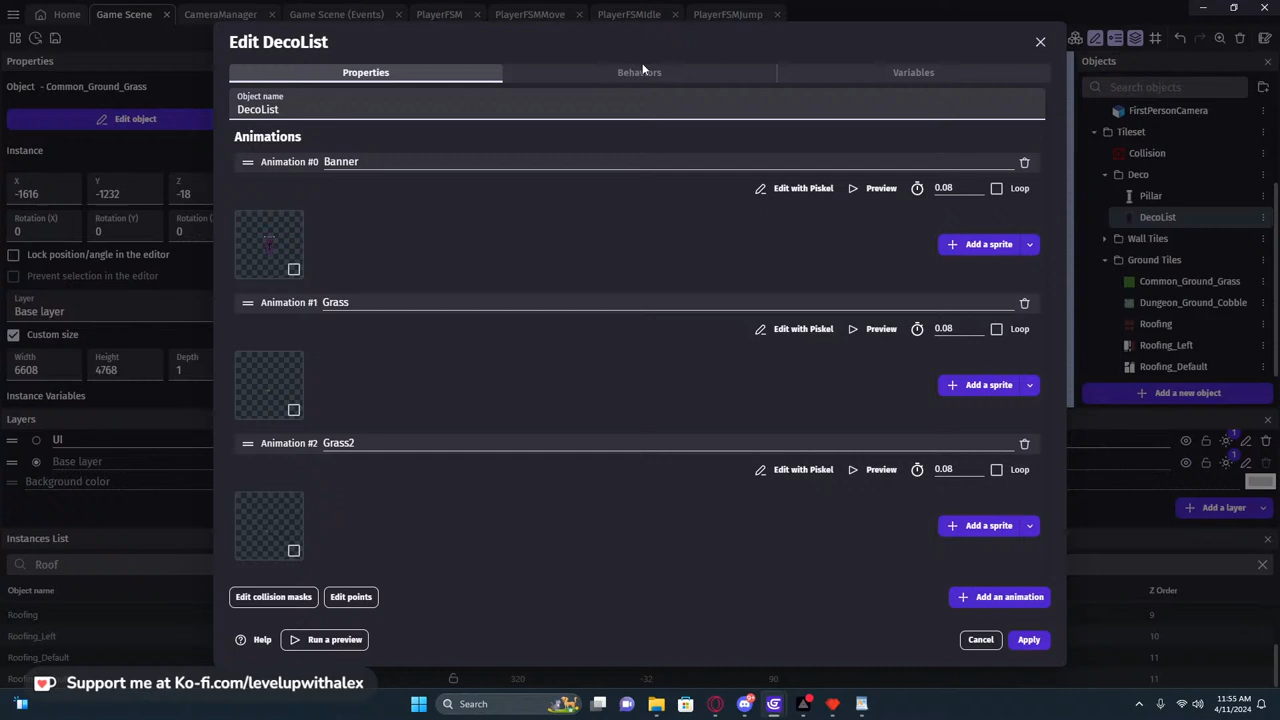 Home
Game Scene
CameraManager
Game Scene (Events)
PlayerFSM
PlayerFSMMove
PlayerFSMIdle
PlayerFSMJump
Properties
Object - Common_Ground_Grass
Edit object
Instance
X
-1616
Y
-1232
Z
-18
Rotation (X)
0
Rotation (Y)
0
Rotation (Z)
0
Lock position/angle in the editor
Prevent selection in the editor
Layer
Base layer
Custom size
Width
6608
Height
4768
Depth
1
Instance Variables
Layers
UI
Base layer
Background color
Instances List
Roof
Object name
Roofing
Roofing_Left
Roofing_Default
Edit DecoList
Properties
Behaviors
Variables
Object name
DecoList
Animations
Animation #0 Banner
Edit with Piskel
Preview
0.08
Loop
Add a sprite
Animation #1 Grass
Edit with Piskel
Preview
0.08
Loop
Add a sprite
Animation #2 Grass2
Edit with Piskel
Preview
0.08
Loop
Add a sprite
Edit collision masks
Edit points
Add an animation
Help
Run a preview
Cancel
Apply
Objects
Search objects
FirstPersonCamera
Tileset
Collision
Deco
Pillar
DecoList
Wall Tiles
Ground Tiles
Common_Ground_Grass
Dungeon_Ground_Cobble
Roofing
Roofing_Left
Roofing_Default
Add a new object
1
1
Add a layer
Z Order
9
10
11
320
-32
90
11
Support me at Ko-fi.com/levelupwithalex
Search
11:55 AM
4/11/2024